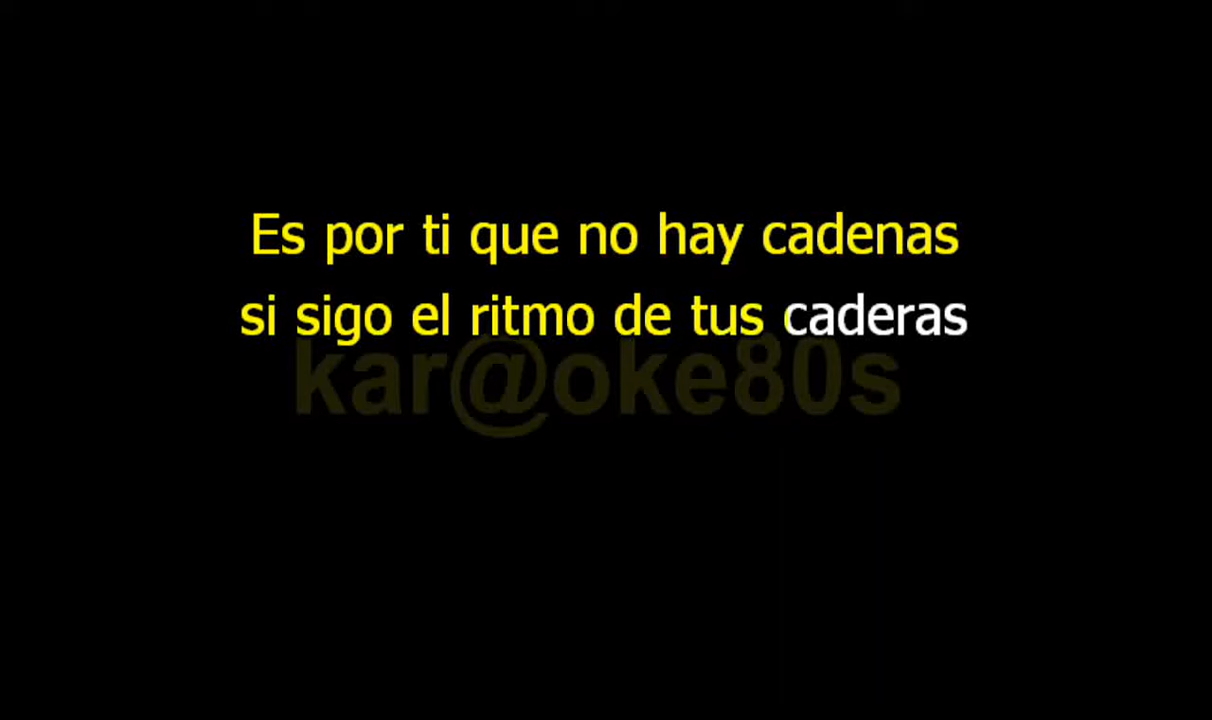 Es por ti que no hay cadenas
si sigo el ritmo de tus caderas
kar@oke80s